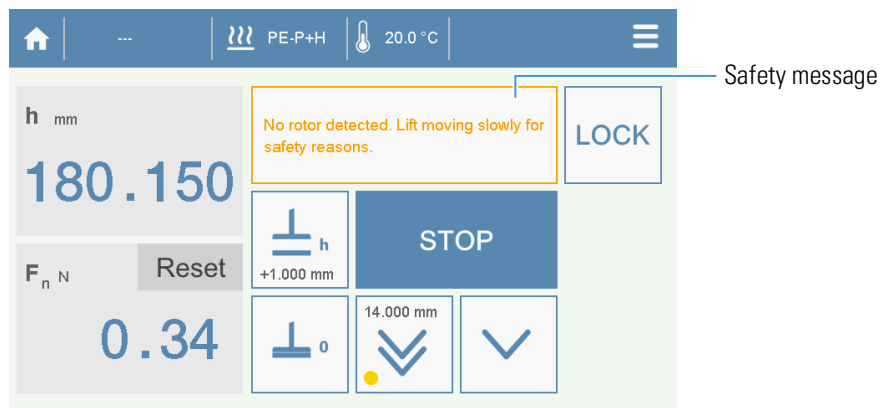 --- PE-P+H 20.0 °C
Safety message
h mm
180.150
No rotor detected. Lift moving slowly for
safety reasons.
LOCK
h
+1.000 mm
STOP
Fn N
Reset
0.34
0
14.000 mm